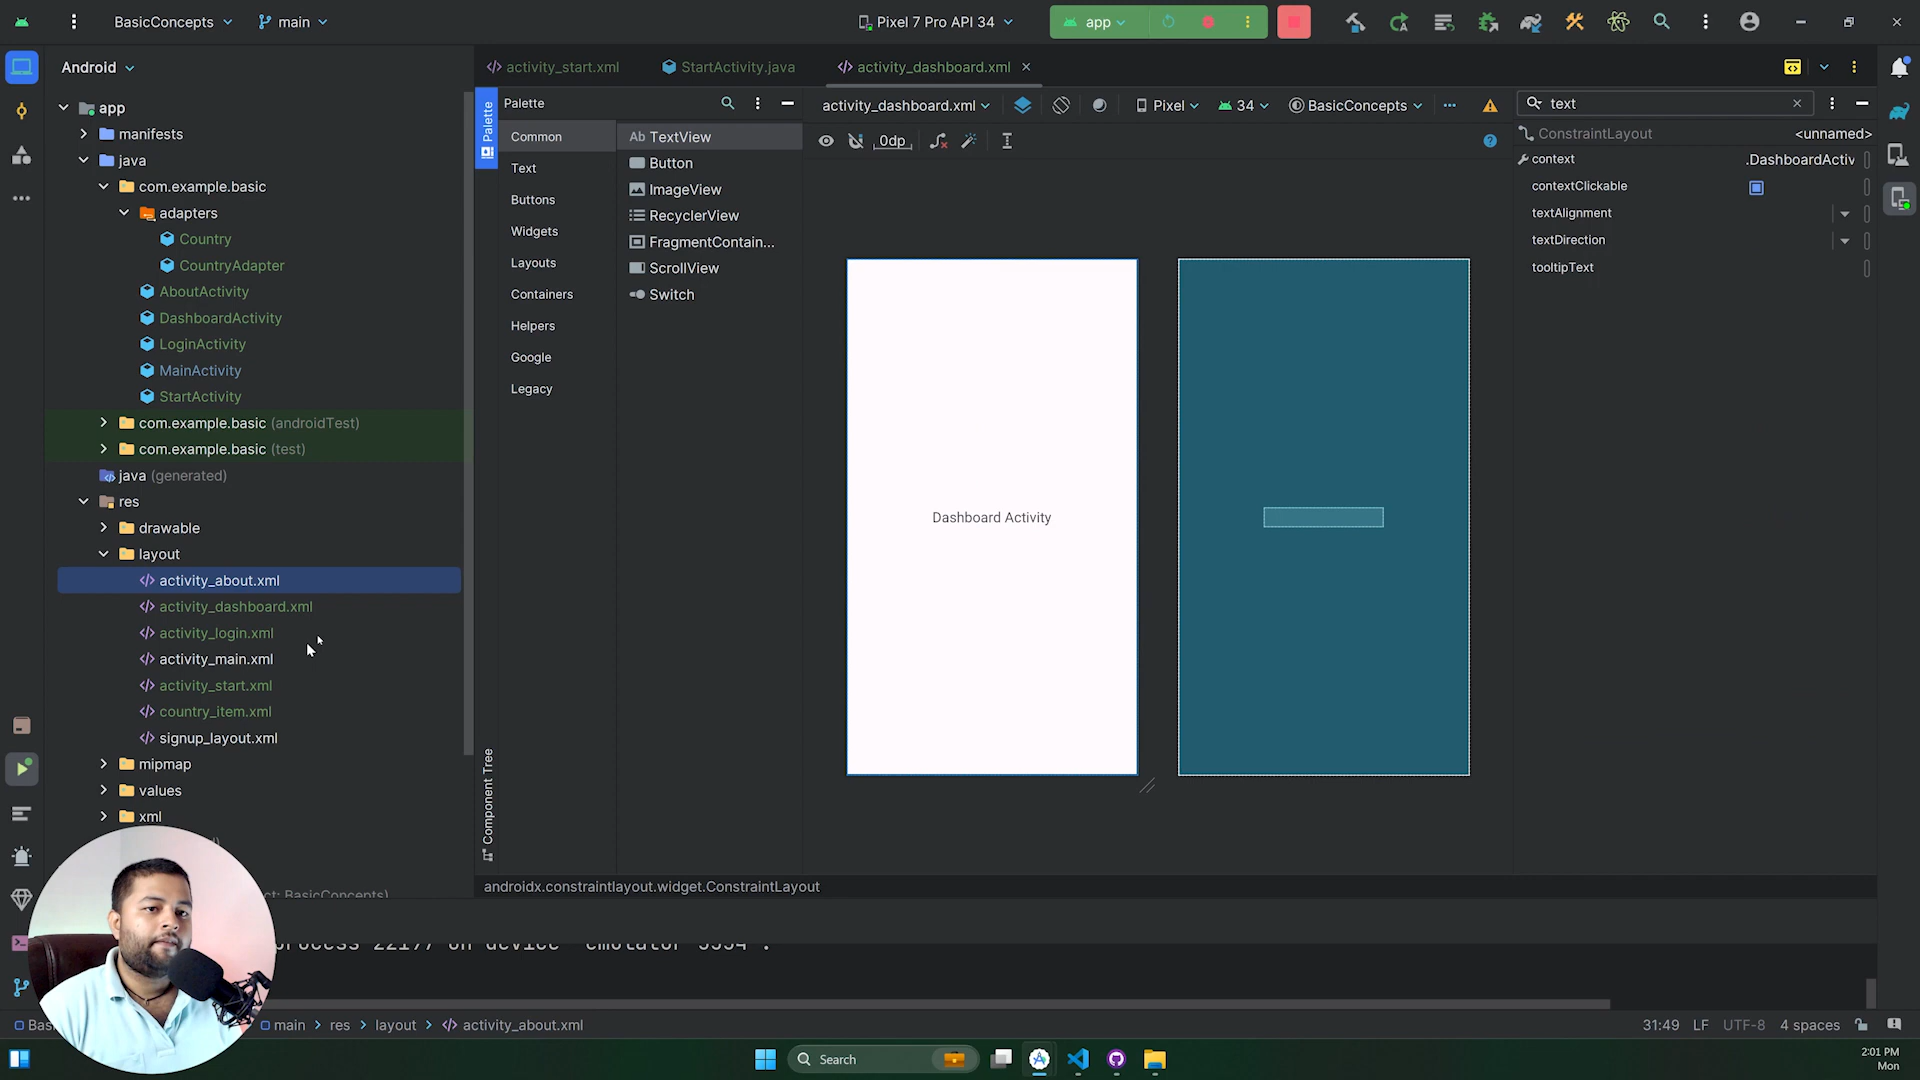 BasicConcepts
main
Pixel 7 Pro API 34
app
Android
activity_start.xml
StartActivity.java
activity_dashboard.xml
app
manifests
java
com.example.basic
adapters
Country
CountryAdapter
AboutActivity
DashboardActivity
LoginActivity
MainActivity
StartActivity
com.example.basic (androidTest)
com.example.basic (test)
java (generated)
res
drawable
layout
activity_about.xml
activity_dashboard.xml
activity_login.xml
activity_main.xml
activity_start.xml
country_item.xml
signup_layout.xml
mipmap
values
xml
Palette
Component Tree
Palette
Common
Text
Buttons
Widgets
Layouts
Containers
Helpers
Google
Legacy
Ab TextView
Button
ImageView
RecyclerView
FragmentContain...
ScrollView
Switch
activity_dashboard.xml
Pixel
34
BasicConcepts
0dp
Dashboard Activity
text
ConstraintLayout <unnamed>
context .DashboardActiv
contextClickable
textAlignment
textDirection
tooltipText
androidx.constraintlayout.widget.ConstraintLayout
main > res > layout > activity_about.xml
31:49 LF UTF-8 4 spaces
Search
2:01 PM
Mon